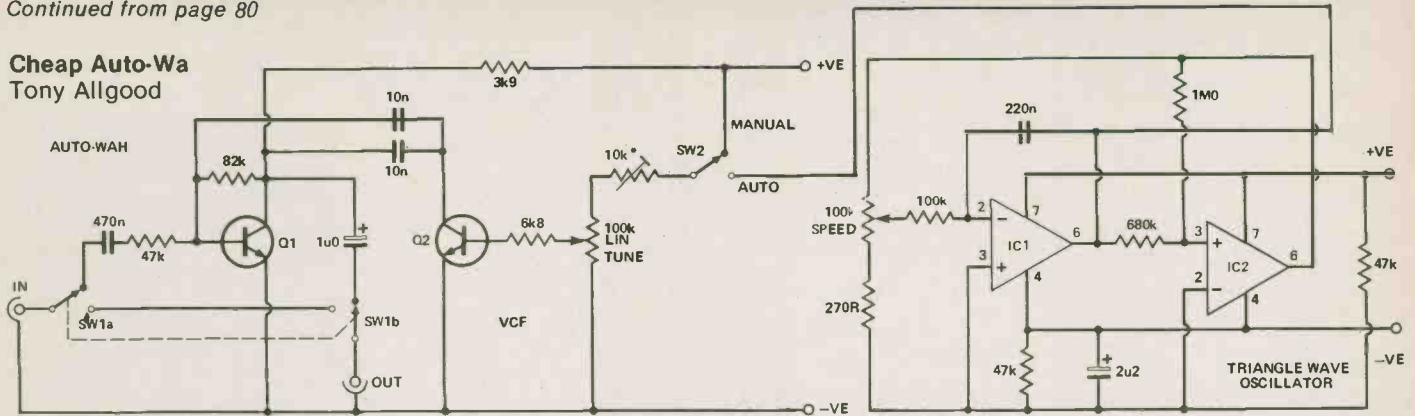 Continued from page 80
Cheap Auto-Wa
Tony Allgood
AUTO-WAH
IN
SW1a
470n
47k
82k
Q1
1u0
SW1b
OUT
10n
10n
3k9
Q2
6k8
VCF
100k
LIN
TUNE
10k*
SW2
MANUAL
AUTO
+VE
−VE
100k
SPEED
270R
100k
220n
2
−
3
+
7
IC1
6
4
47k
2u2
+
680k
1M0
3
+
2
−
7
IC2
6
4
+VE
47k
−VE
TRIANGLE WAVE
OSCILLATOR